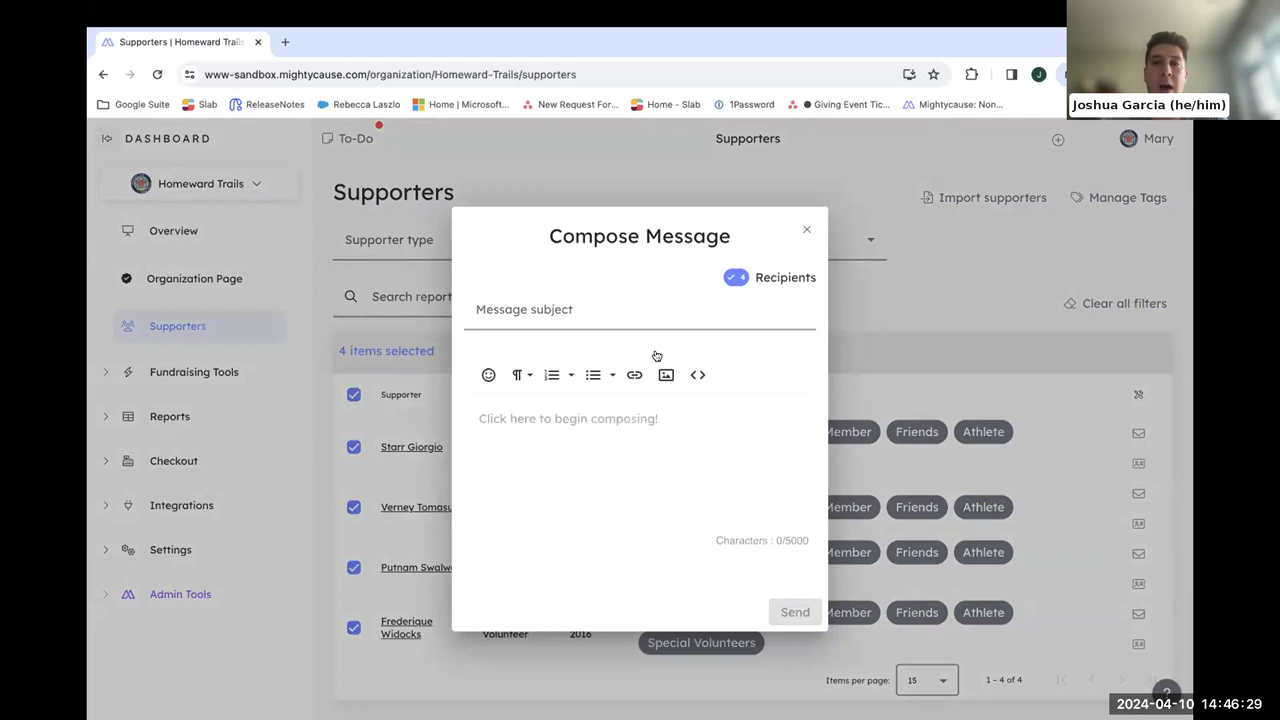 Supporters | Homeward Trails
www-sandbox.mightycause.com/organization/Homeward-Trails/supporters
Google Suite
Slab
ReleaseNotes
Rebecca Laszlo
Home | Microsoft...
New Request For...
Home - Slab
1Password
Giving Event Tic...
Mightycause: Non...
J
Joshua Garcia (he/him)
DASHBOARD
To-Do
Supporters
Mary
Homeward Trails
Overview
Organization Page
Supporters
Fundraising Tools
Reports
Checkout
Integrations
Settings
Admin Tools
Supporters
Import supporters
Manage Tags
Supporter type
Search report
Clear all filters
4 items selected
Supporter
Starr Giorgio
Member
Friends
Athlete
Verney Tomasu
Member
Friends
Athlete
Putnam Swalw
Member
Friends
Athlete
Frederique
Widocks
Volunteer
2016
Member
Friends
Athlete
Special Volunteers
Items per page:
15
1 - 4 of 4
?
Compose Message
4
Recipients
Message subject
Click here to begin composing!
Characters : 0/5000
Send
2024-04-10 14:46:29